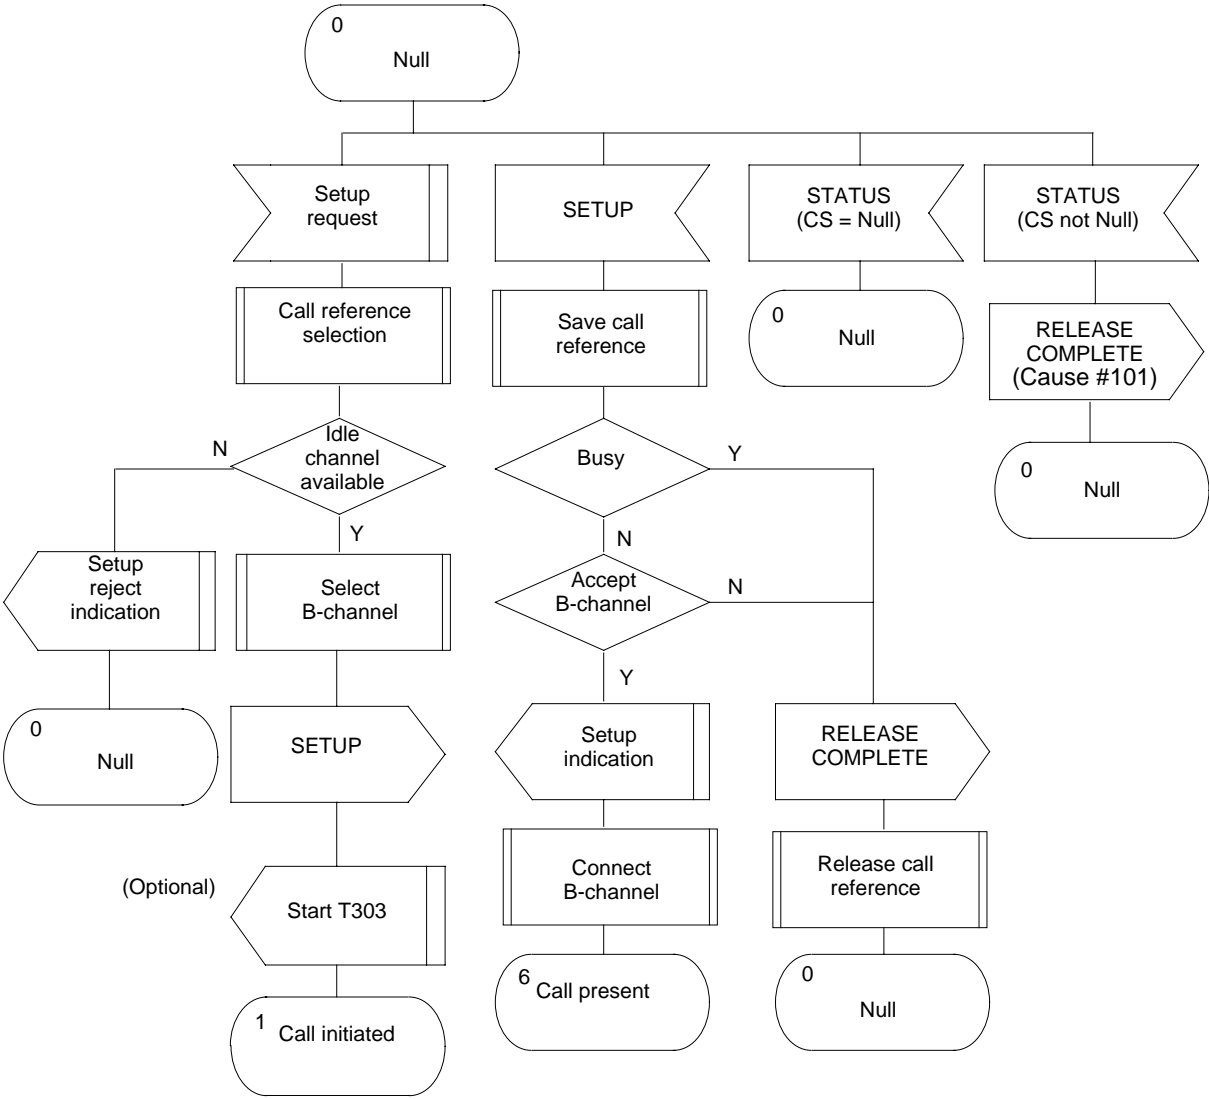 0
Null
Setup
request
SETUP
STATUS
(CS = Null)
STATUS
(CS not Null)
Call reference
selection
Save call
reference
0
Null
RELEASE
COMPLETE
(Cause #101)
N
Idle
channel
available
Y
Busy
Y
N
0
Null
Setup
reject
indication
Select
B-channel
Accept
B-channel
N
Y
0
Null
SETUP
Setup
indication
RELEASE
COMPLETE
(Optional)
Start T303
Connect
B-channel
Release call
reference
1
Call initiated
6
Call present
0
Null